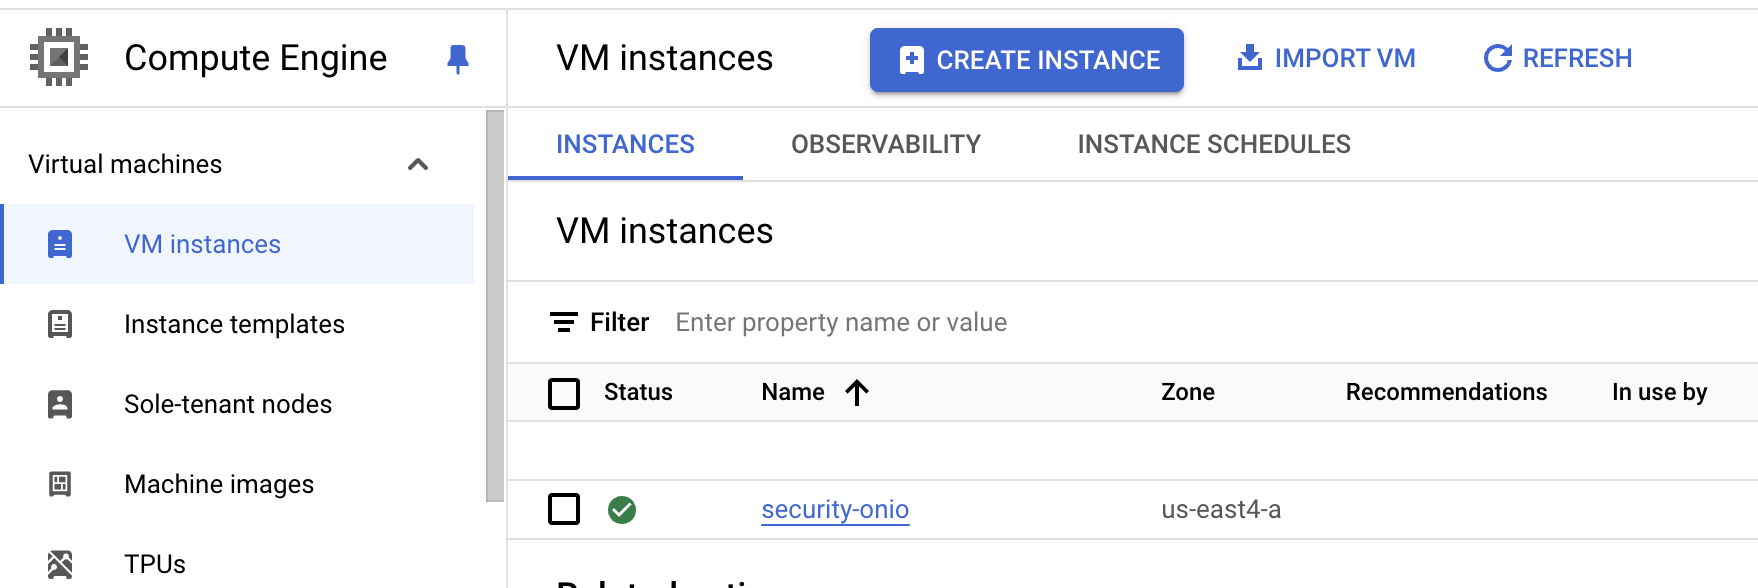 Compute Engine
VM instances
CREATE INSTANCE
IMPORT VM
REFRESH
Virtual machines
VM instances
Instance templates
Sole-tenant nodes
Machine images
TPUs
INSTANCES
OBSERVABILITY
INSTANCE SCHEDULES
VM instances
Filter Enter property name or value
Status Name Zone Recommendations In use by
security-onio us-east4-a